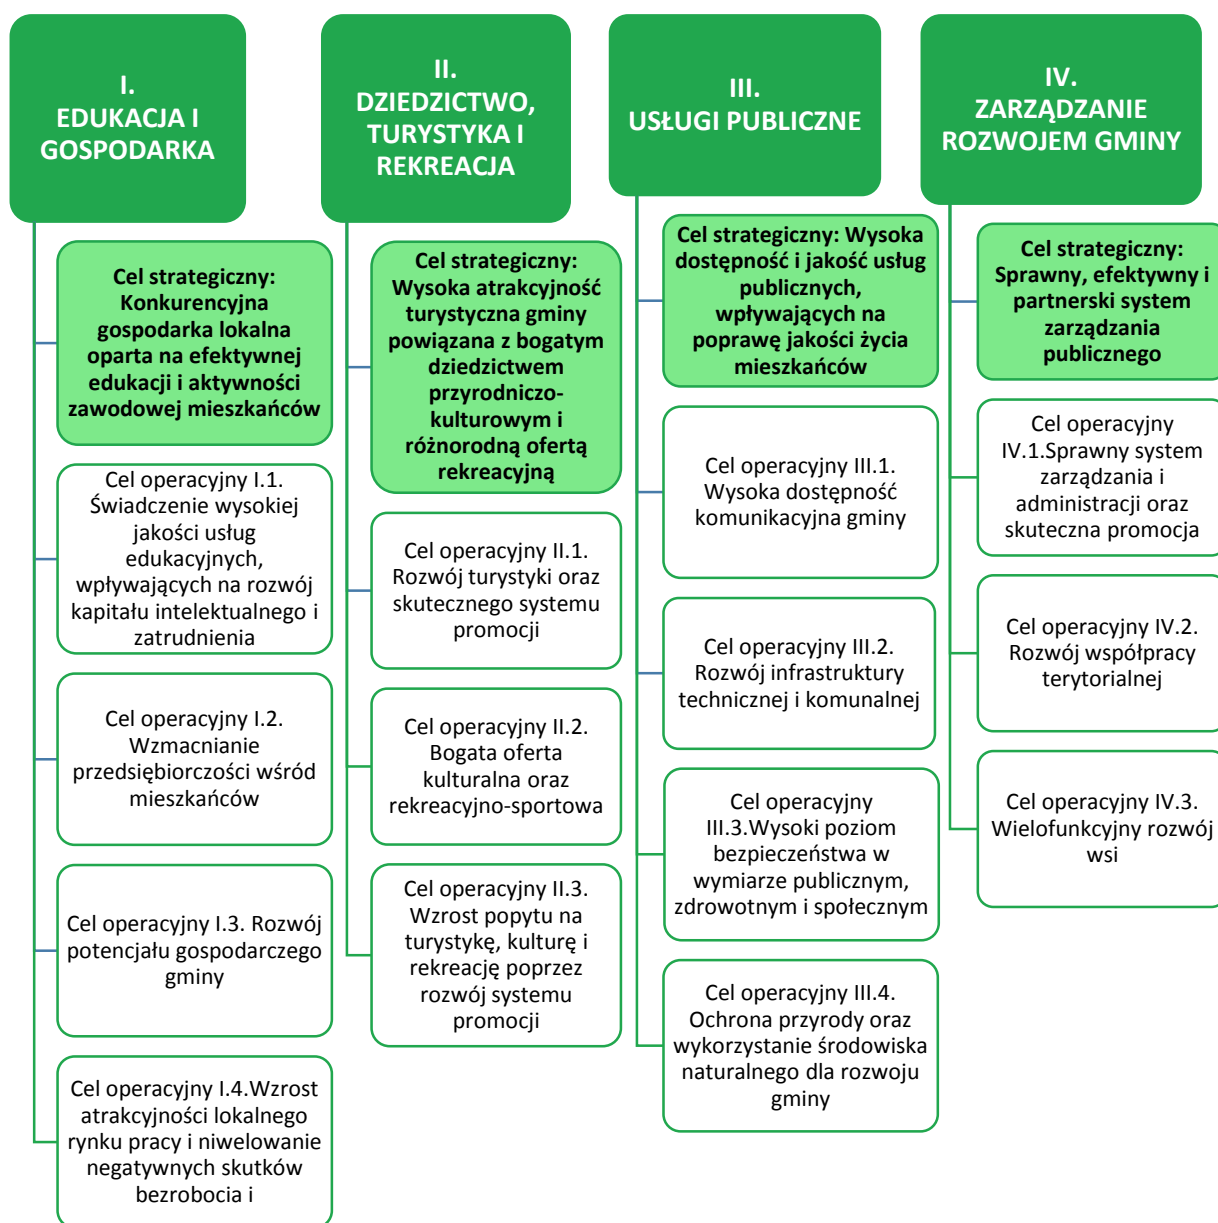 I.
EDUKACJA I
GOSPODARKA
Cel strategiczny:
Konkurencyjna
gospodarka lokalna
oparta na efektywnej
edukacji i aktywności
zawodowej mieszkańców
Cel operacyjny I.1.
Świadczenie wysokiej
jakości usług
edukacyjnych,
wpływających na rozwój
kapitału intelektualnego i
zatrudnienia
Cel operacyjny I.2.
Wzmacnianie
przedsiębiorczości wśród
mieszkańców
Cel operacyjny I.3. Rozwój
potencjału gospodarczego
gminy
Cel operacyjny I.4.Wzrost
atrakcyjności lokalnego
rynku pracy i niwelowanie
negatywnych skutków
bezrobocia i
II.
DZIEDZICTWO,
TURYSTYKA I
REKREACJA
Cel strategiczny:
Wysoka atrakcyjność
turystyczna gminy
powiązana z bogatym
dziedzictwem
przyrodniczo-
kulturowym i
różnorodną ofertą
rekreacyjną
Cel operacyjny II.1.
Rozwój turystyki oraz
skutecznego systemu
promocji
Cel operacyjny II.2.
Bogata oferta
kulturalna oraz
rekreacyjno-sportowa
Cel operacyjny II.3.
Wzrost popytu na
turystykę, kulturę i
rekreację poprzez
rozwój systemu
promocji
III.
USŁUGI PUBLICZNE
Cel strategiczny: Wysoka
dostępność i jakość usług
publicznych,
wpływających na
poprawę jakości życia
mieszkańców
Cel operacyjny III.1.
Wysoka dostępność
komunikacyjna gminy
Cel operacyjny III.2.
Rozwój infrastruktury
technicznej i komunalnej
Cel operacyjny
III.3.Wysoki poziom
bezpieczeństwa w
wymiarze publicznym,
zdrowotnym i społecznym
Cel operacyjny III.4.
Ochrona przyrody oraz
wykorzystanie środowiska
naturalnego dla rozwoju
gminy
IV.
ZARZĄDZANIE
ROZWOJEM GMINY
Cel strategiczny:
Sprawny, efektywny i
partnerski system
zarządzania
publicznego
Cel operacyjny
IV.1.Sprawny system
zarządzania i
administracji oraz
skuteczna promocja
Cel operacyjny IV.2.
Rozwój współpracy
terytorialnej
Cel operacyjny IV.3.
Wielofunkcyjny rozwój
wsi